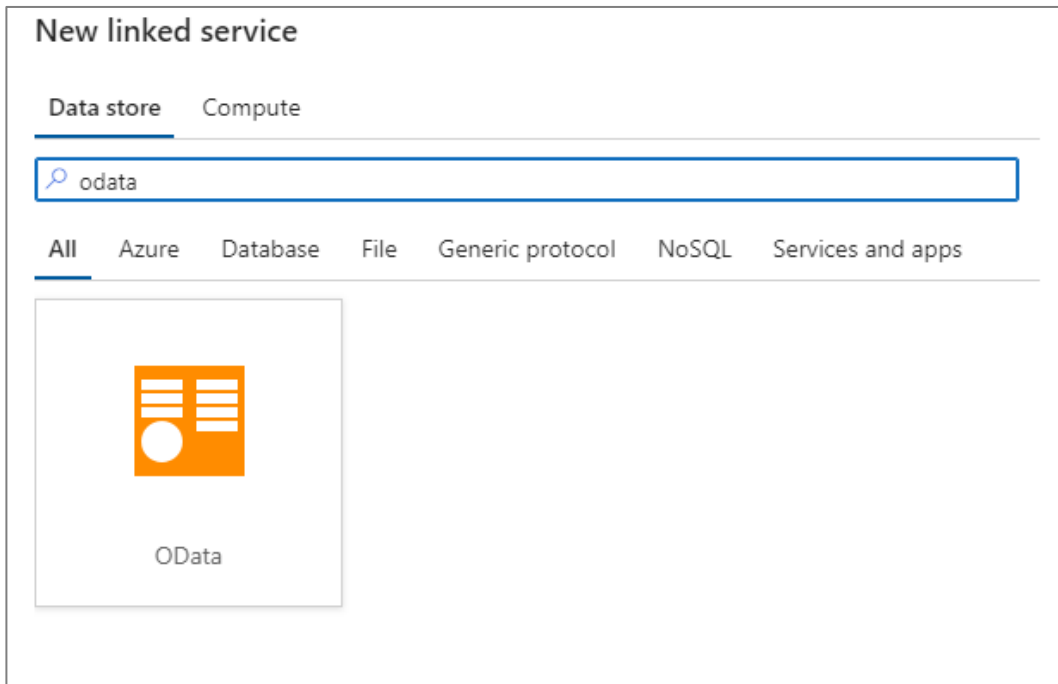 New linked service
Data store Compute
odata
All Azure Database File Generic protocol NoSQL Services and apps
OData